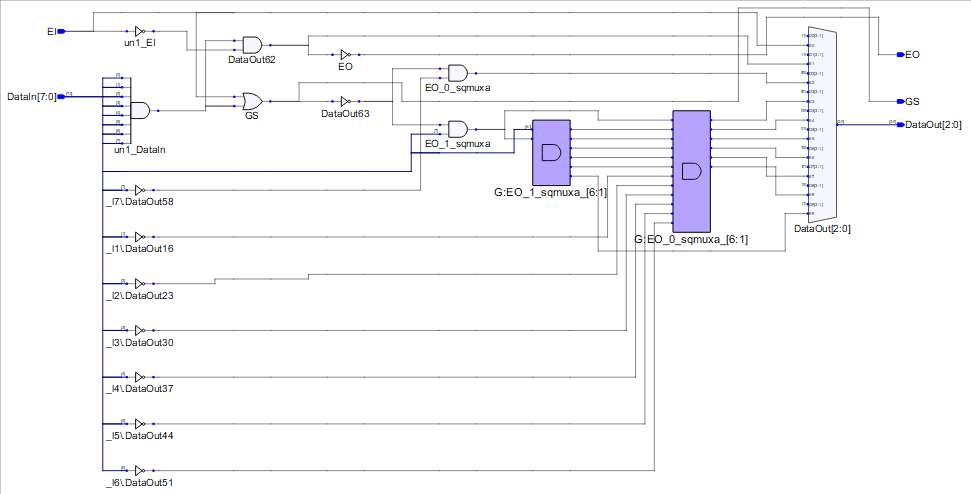 EI
un1_EI
DataOut62
EO
EO
EO_0_sqmuxa
DataIn[7:0]
un1_DataIn
GS
DataOut63
GS
EO_1_sqmuxa
DataOut[2:0]
G:EO_1_sqmuxa_[6:1]
_I7\.DataOut58
DataOut[2:0]
G:EO_0_sqmuxa_[6:1]
_I1\.DataOut16
_I2\.DataOut23
_I3\.DataOut30
_I4\.DataOut37
_I5\.DataOut44
_I6\.DataOut51